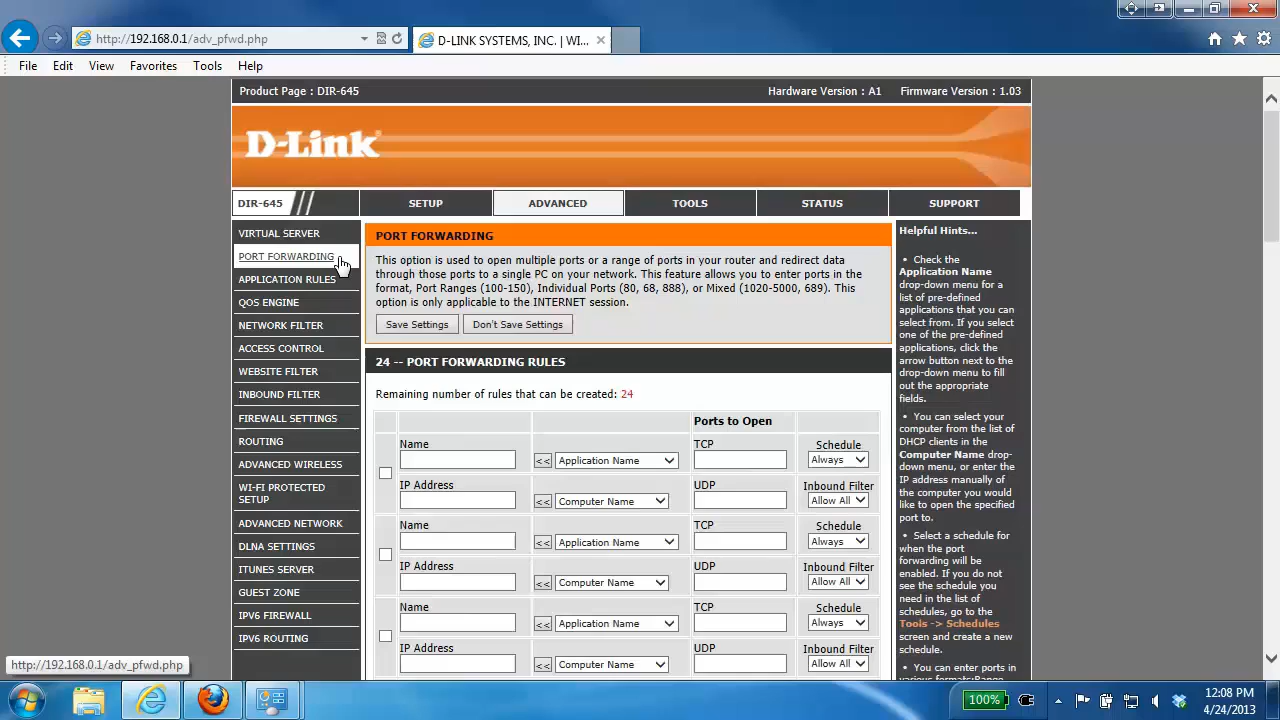 http://192.168.0.1/adv_pfwd.php
D-LINK SYSTEMS, INC. | WI...
File Edit View Favorites Tools Help
Product Page : DIR-645 Hardware Version : A1 Firmware Version : 1.03
D-Link
DIR-645 SETUP ADVANCED TOOLS STATUS SUPPORT
VIRTUAL SERVER
PORT FORWARDING
APPLICATION RULES
QOS ENGINE
NETWORK FILTER
ACCESS CONTROL
WEBSITE FILTER
INBOUND FILTER
FIREWALL SETTINGS
ROUTING
ADVANCED WIRELESS
WI-FI PROTECTED
SETUP
ADVANCED NETWORK
DLNA SETTINGS
ITUNES SERVER
GUEST ZONE
IPV6 FIREWALL
IPV6 ROUTING
PORT FORWARDING
This option is used to open multiple ports or a range of ports in your router and redirect data
through those ports to a single PC on your network. This feature allows you to enter ports in the
format, Port Ranges (100-150), Individual Ports (80, 68, 888), or Mixed (1020-5000, 689). This
option is only applicable to the INTERNET session.
Save Settings Don't Save Settings
24 -- PORT FORWARDING RULES
Remaining number of rules that can be created: 24
Ports to Open
Name TCP Schedule
<< Application Name Always
IP Address UDP Inbound Filter
<< Computer Name Allow All
Name TCP Schedule
<< Application Name Always
IP Address UDP Inbound Filter
<< Computer Name Allow All
Name TCP Schedule
<< Application Name Always
IP Address UDP Inbound Filter
<< Computer Name Allow All
Helpful Hints...
• Check the
Application Name
drop-down menu for a
list of pre-defined
applications that you can
select from. If you select
one of the pre-defined
applications, click the
arrow button next to the
drop-down menu to fill
out the appropriate
fields.
• You can select your
computer from the list of
DHCP clients in the
Computer Name drop-
down menu, or enter the
IP address manually of
the computer you would
like to open the specified
port to.
• Select a schedule for
when the port
forwarding will be
enabled. If you do not
see the schedule you
need in the list of
schedules, go to the
Tools -> Schedules
screen and create a new
schedule.
• You can enter ports in
various formats:Range
http://192.168.0.1/adv_pfwd.php
100%
12:08 PM
4/24/2013